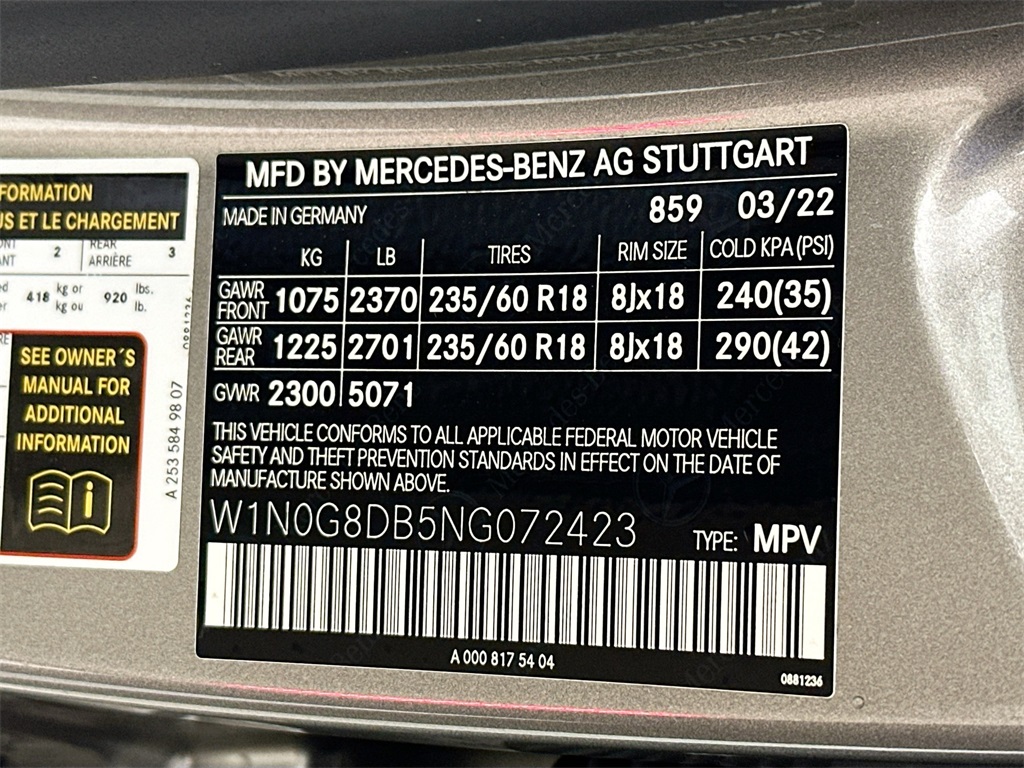 MFD BY MERCEDES-BENZ AG STUTTGART
MADE IN GERMANY 859 03/22
KG LB TIRES RIM SIZE COLD KPA (PSI)
GAWR FRONT 1075 2370 235/60 R18 8Jx18 240(35)
GAWR REAR 1225 2701 235/60 R18 8Jx18 290(42)
GVWR 2300 5071
THIS VEHICLE CONFORMS TO ALL APPLICABLE FEDERAL MOTOR VEHICLE
SAFETY AND THEFT PREVENTION STANDARDS IN EFFECT ON THE DATE OF
MANUFACTURE SHOWN ABOVE.
W1N0G8DB5NG072423 TYPE: MPV
A 000 817 54 04
0881236
US ET LE CHARGEMENT
2 REAR ARRIÈRE 3
418 kg or kg ou 920 lbs. lb.
SEE OWNER´S
MANUAL FOR
ADDITIONAL
INFORMATION
A 253 584 98 07